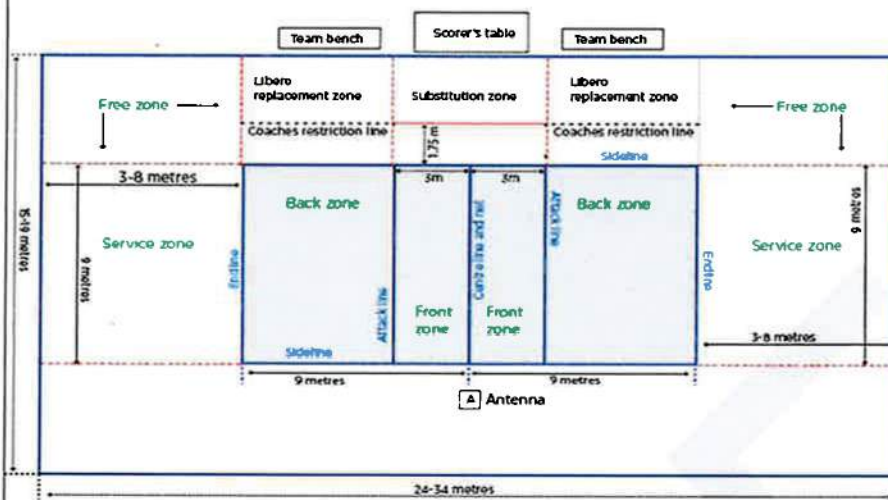 Team bench
Scorer's table
Team bench
Libero
replacement zone
Substitution zone
Libero
replacement zone
Free zone
Free zone
Coaches restriction line
1,75 m
Coaches restriction line
Sideline
3-8 metres
3m
3m
Back zone
Back zone
Service zone
Service zone
15-19 metres
9 metres
Endline
Attack line
Centre line and net
Attack line
Endline
9 metres
Front
zone
Front
zone
3-8 metres
Sideline
9 metres
9 metres
A Antenna
24-34 metres